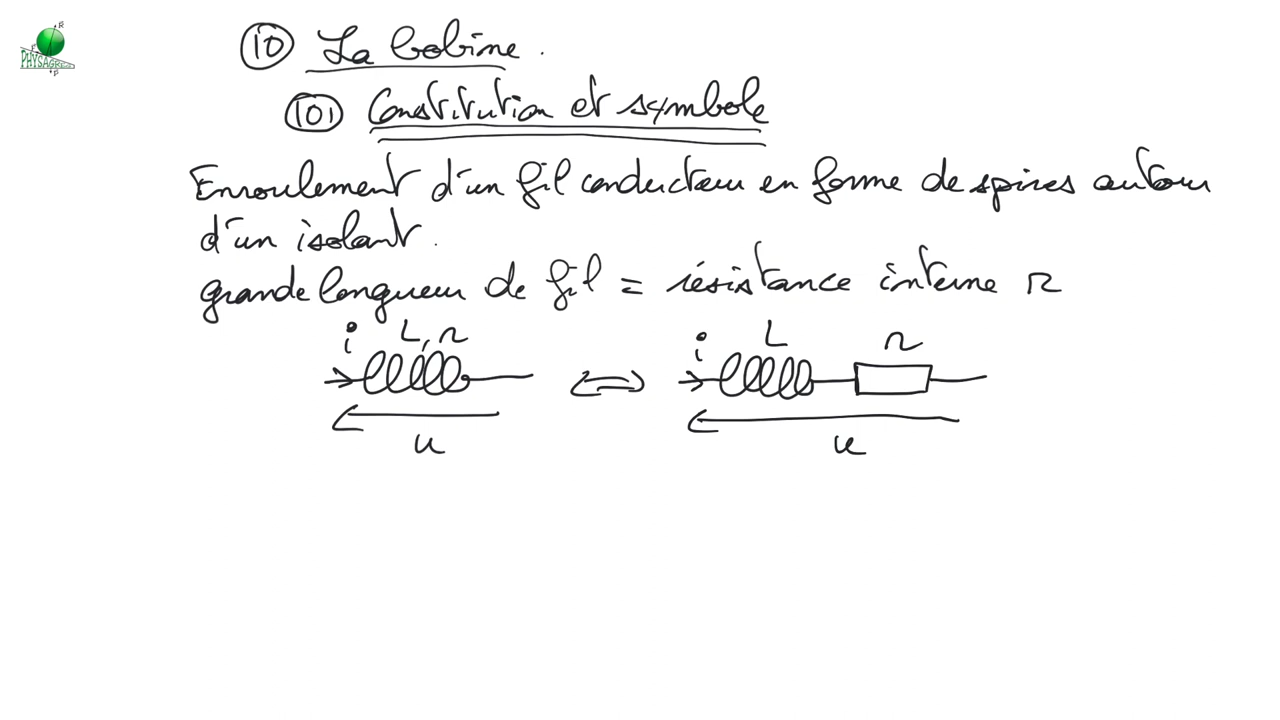 10 La bobine.
101 Constitution et symbole
Enroulement d'un fil conducteur en forme de spires autour
d'un isolant.
grande longueur de fil = résistance interne r
i L, r ⟺ i L r
u u
PHYSAGREG